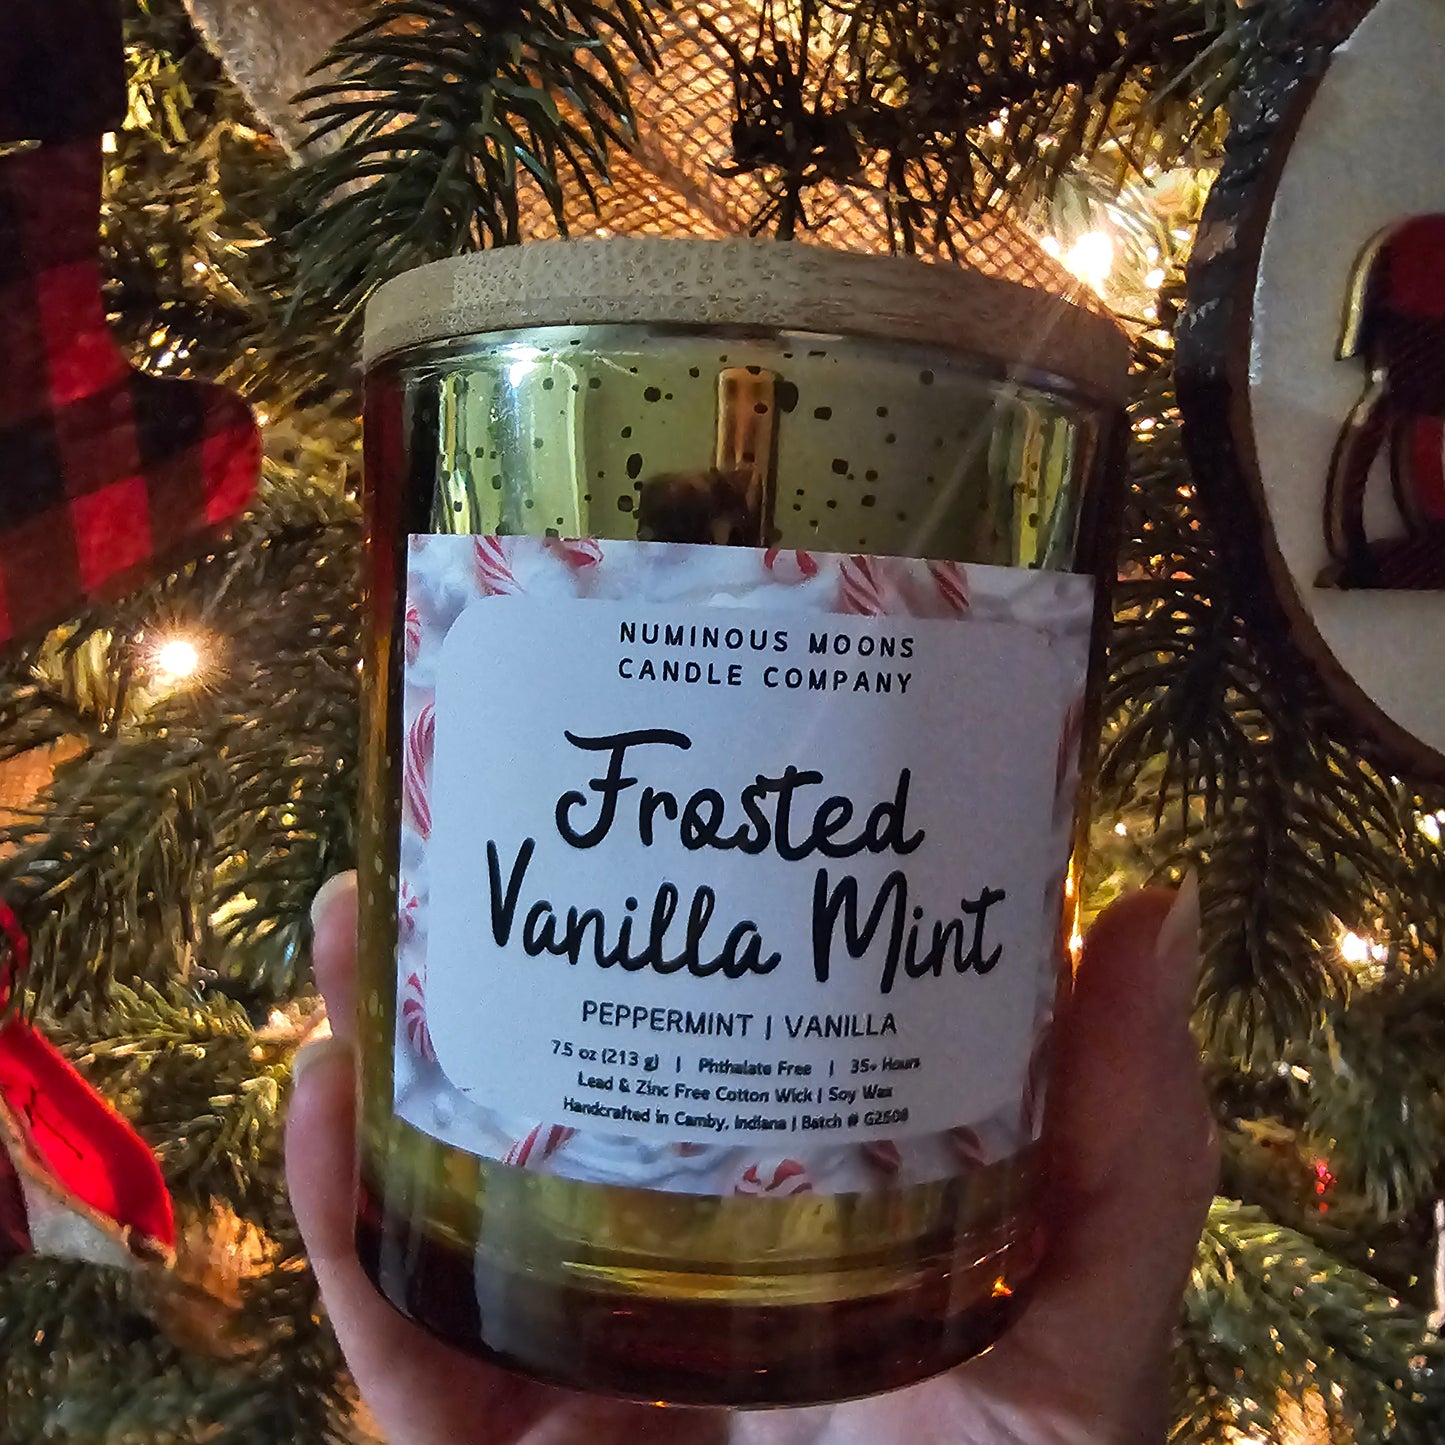 NUMINOUS MOONS
CANDLE COMPANY
Frosted
Vanilla Mint
PEPPERMINT | VANILLA
7.5 oz (213 g) | Phthalate Free | 35+ Hours
Lead & Zinc Free Cotton Wick | Soy Wax
Handcrafted in Camby, Indiana | Batch # G2508